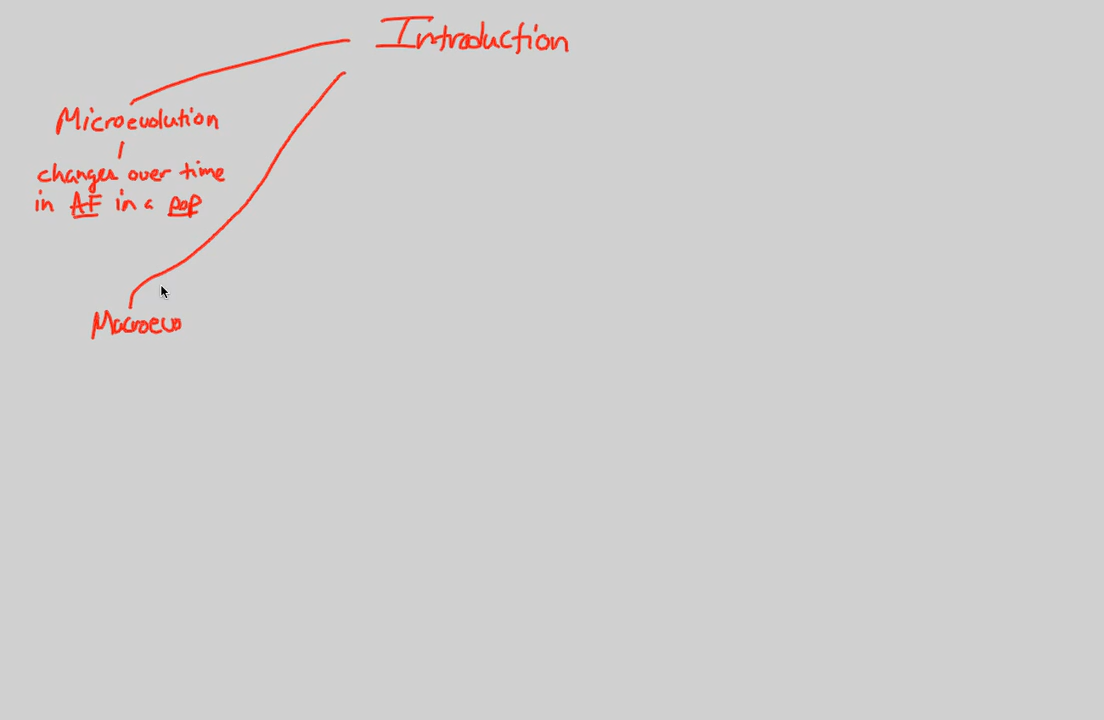 Introduction
Microevolution
changes over time
in AF in a pop
Macroevo